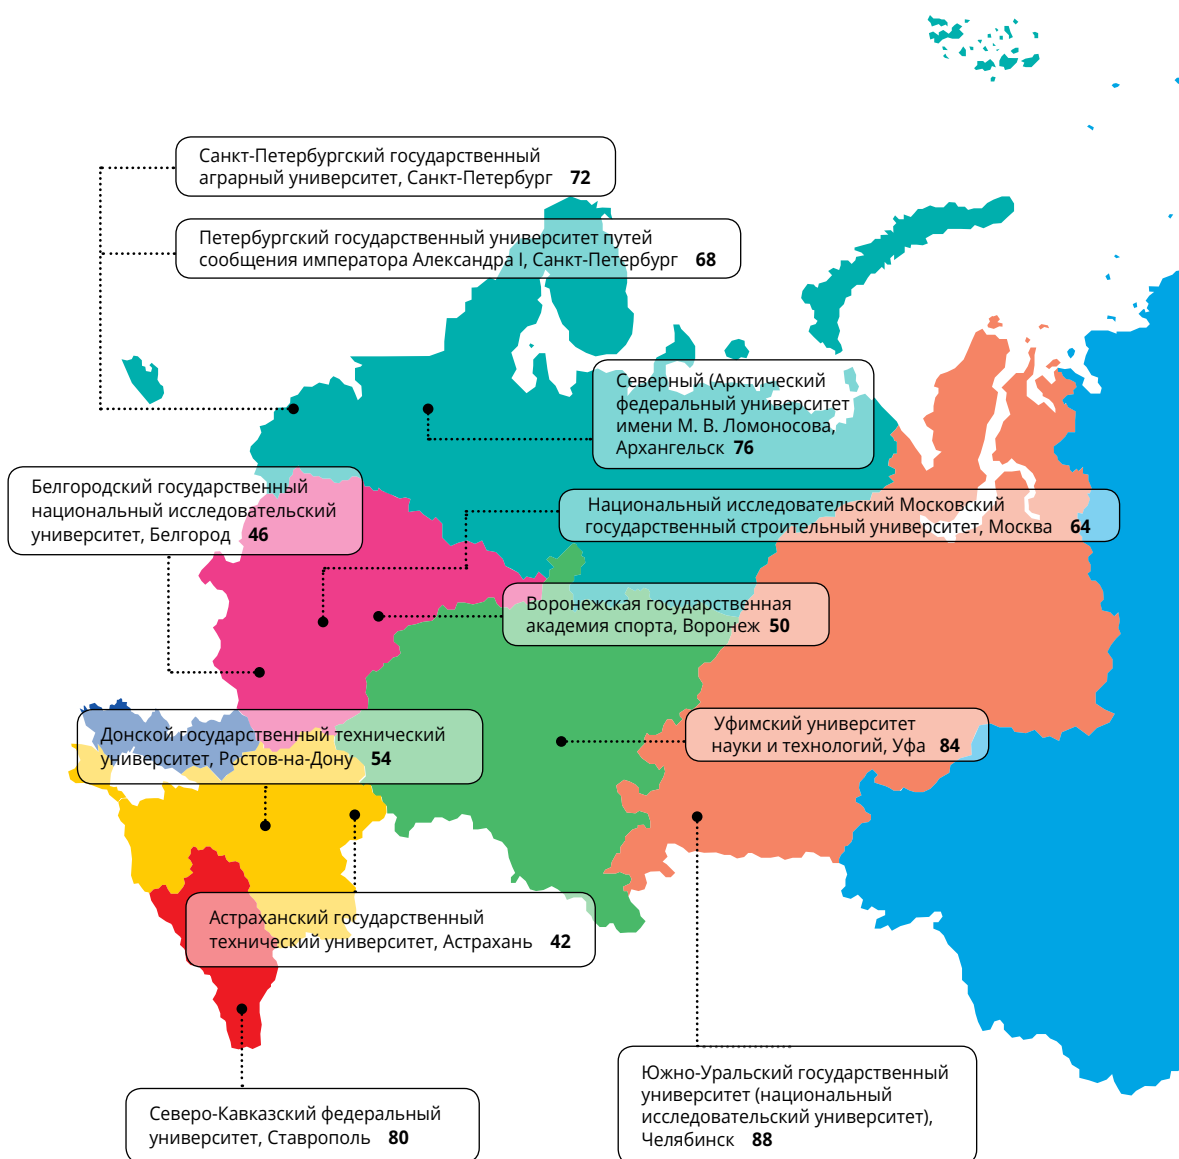 Санкт-Петербургский государственный
аграрный университет, Санкт-Петербург 72
Петербургский государственный университет путей
сообщения императора Александра I, Санкт-Петербург 68
Северный (Арктический
федеральный университет
имени М. В. Ломоносова,
Архангельск 76
Белгородский государственный
национальный исследовательский
университет, Белгород 46
Национальный исследовательский Московский
государственный строительный университет, Москва 64
Воронежская государственная
академия спорта, Воронеж 50
Донской государственный технический
университет, Ростов-на-Дону 54
Уфимский университет
науки и технологий, Уфа 84
Астраханский государственный
технический университет, Астрахань 42
Южно-Уральский государственный
университет (национальный
исследовательский университет),
Челябинск 88
Северо-Кавказский федеральный
университет, Ставрополь 80